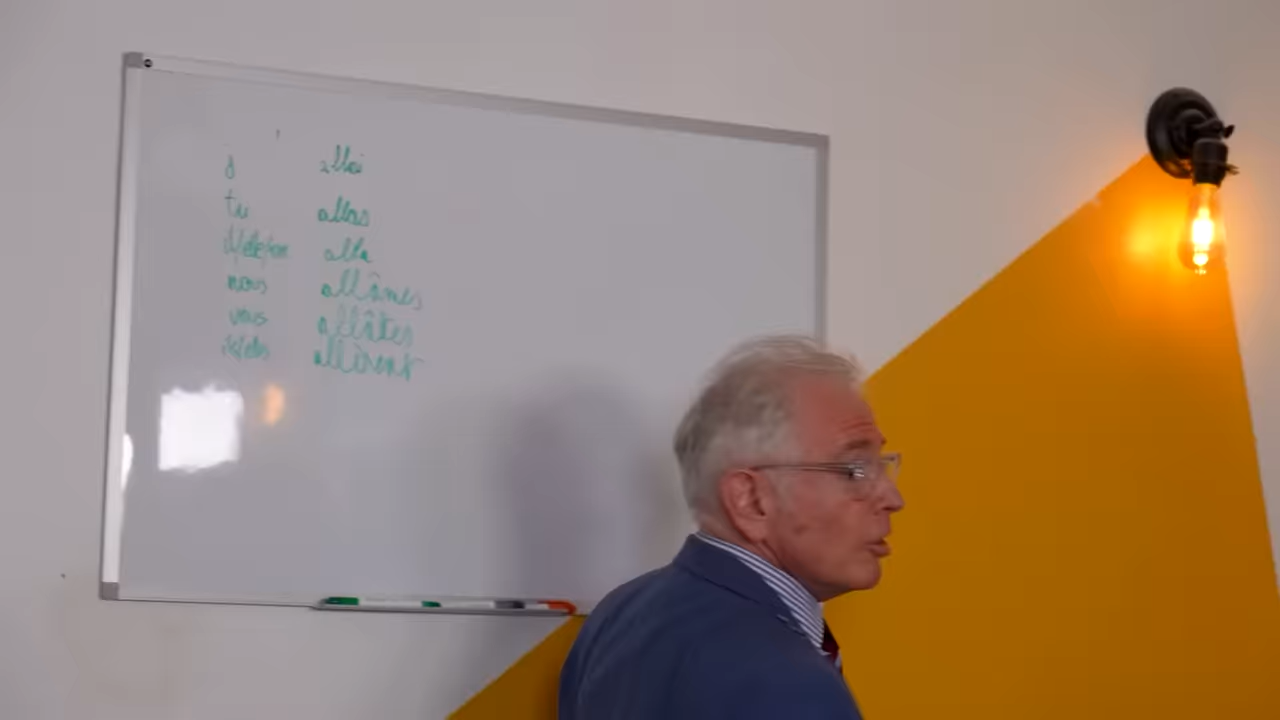 j allai
tu allas
il/elle/on alla
nous allâmes
vous allâtes
ils/elles allèrent